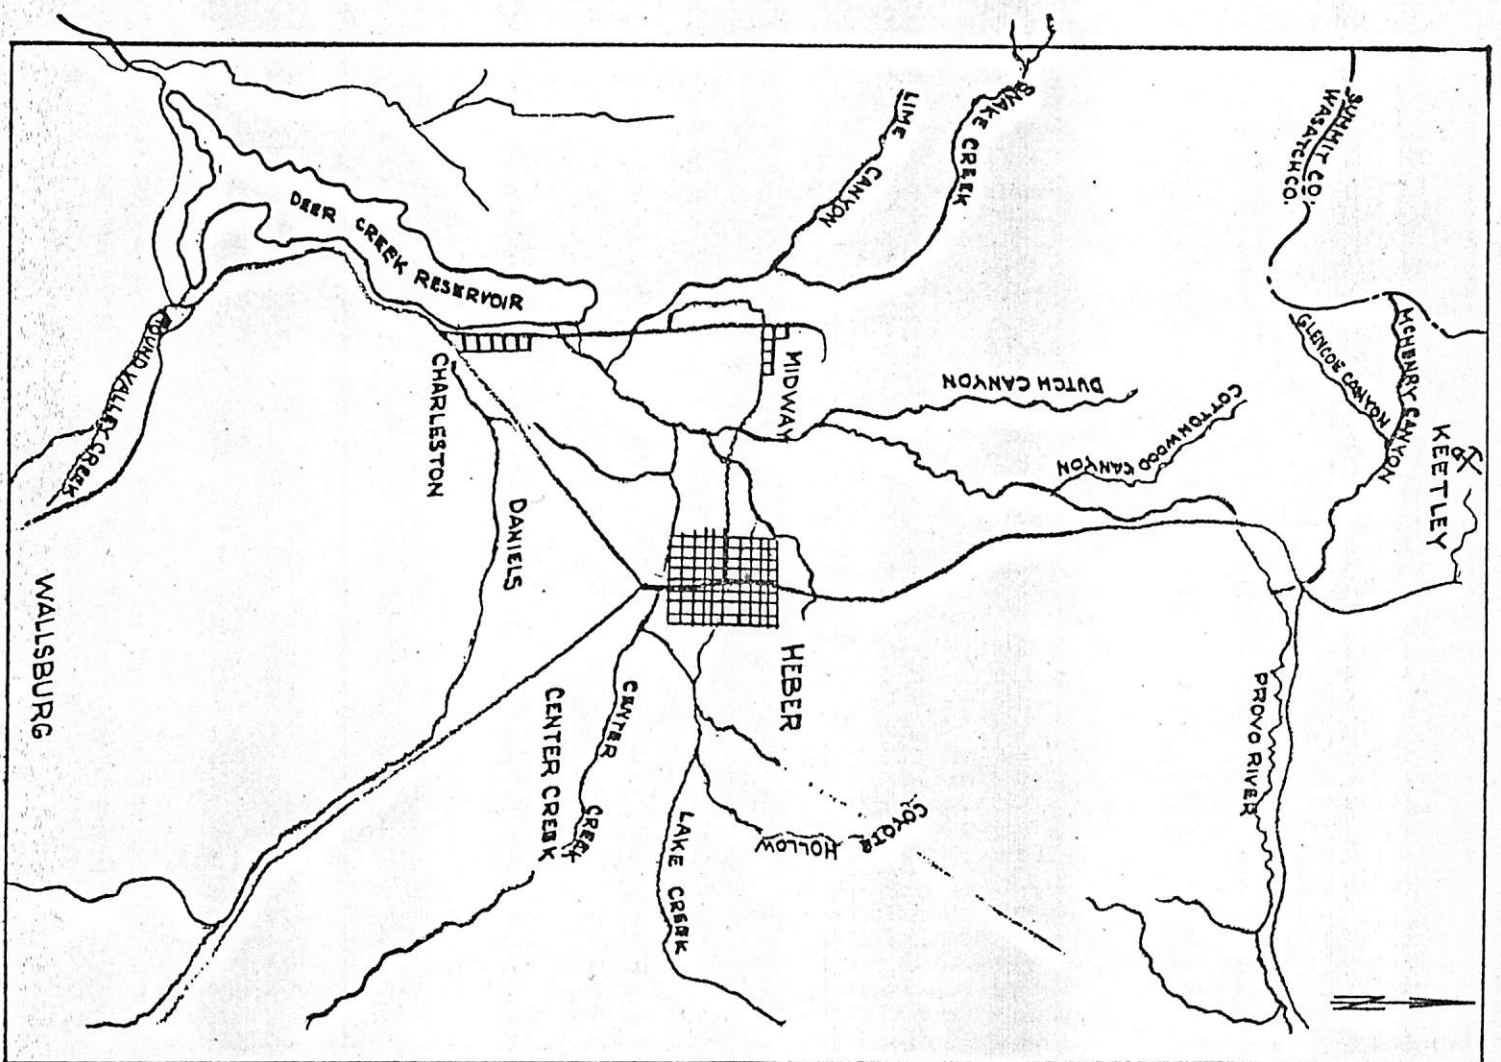 SUMMIT CO.
WASATCH CO.
SNAKE CREEK
LIME CANYON
DEER CREEK RESERVOIR
GLENCOE CANYON
MCHENRY CANYON
KEETLEY
MIDWAY
DUTCH CANYON
COTTONWOOD CANYON
CHARLESTON
ROUND VALLEY CREEK
DANIELS
WALLSBURG
HEBER
CENTER CREEK
CENTER CREEK
LAKE CREEK
COYOTE HOLLOW
PROVO RIVER
N